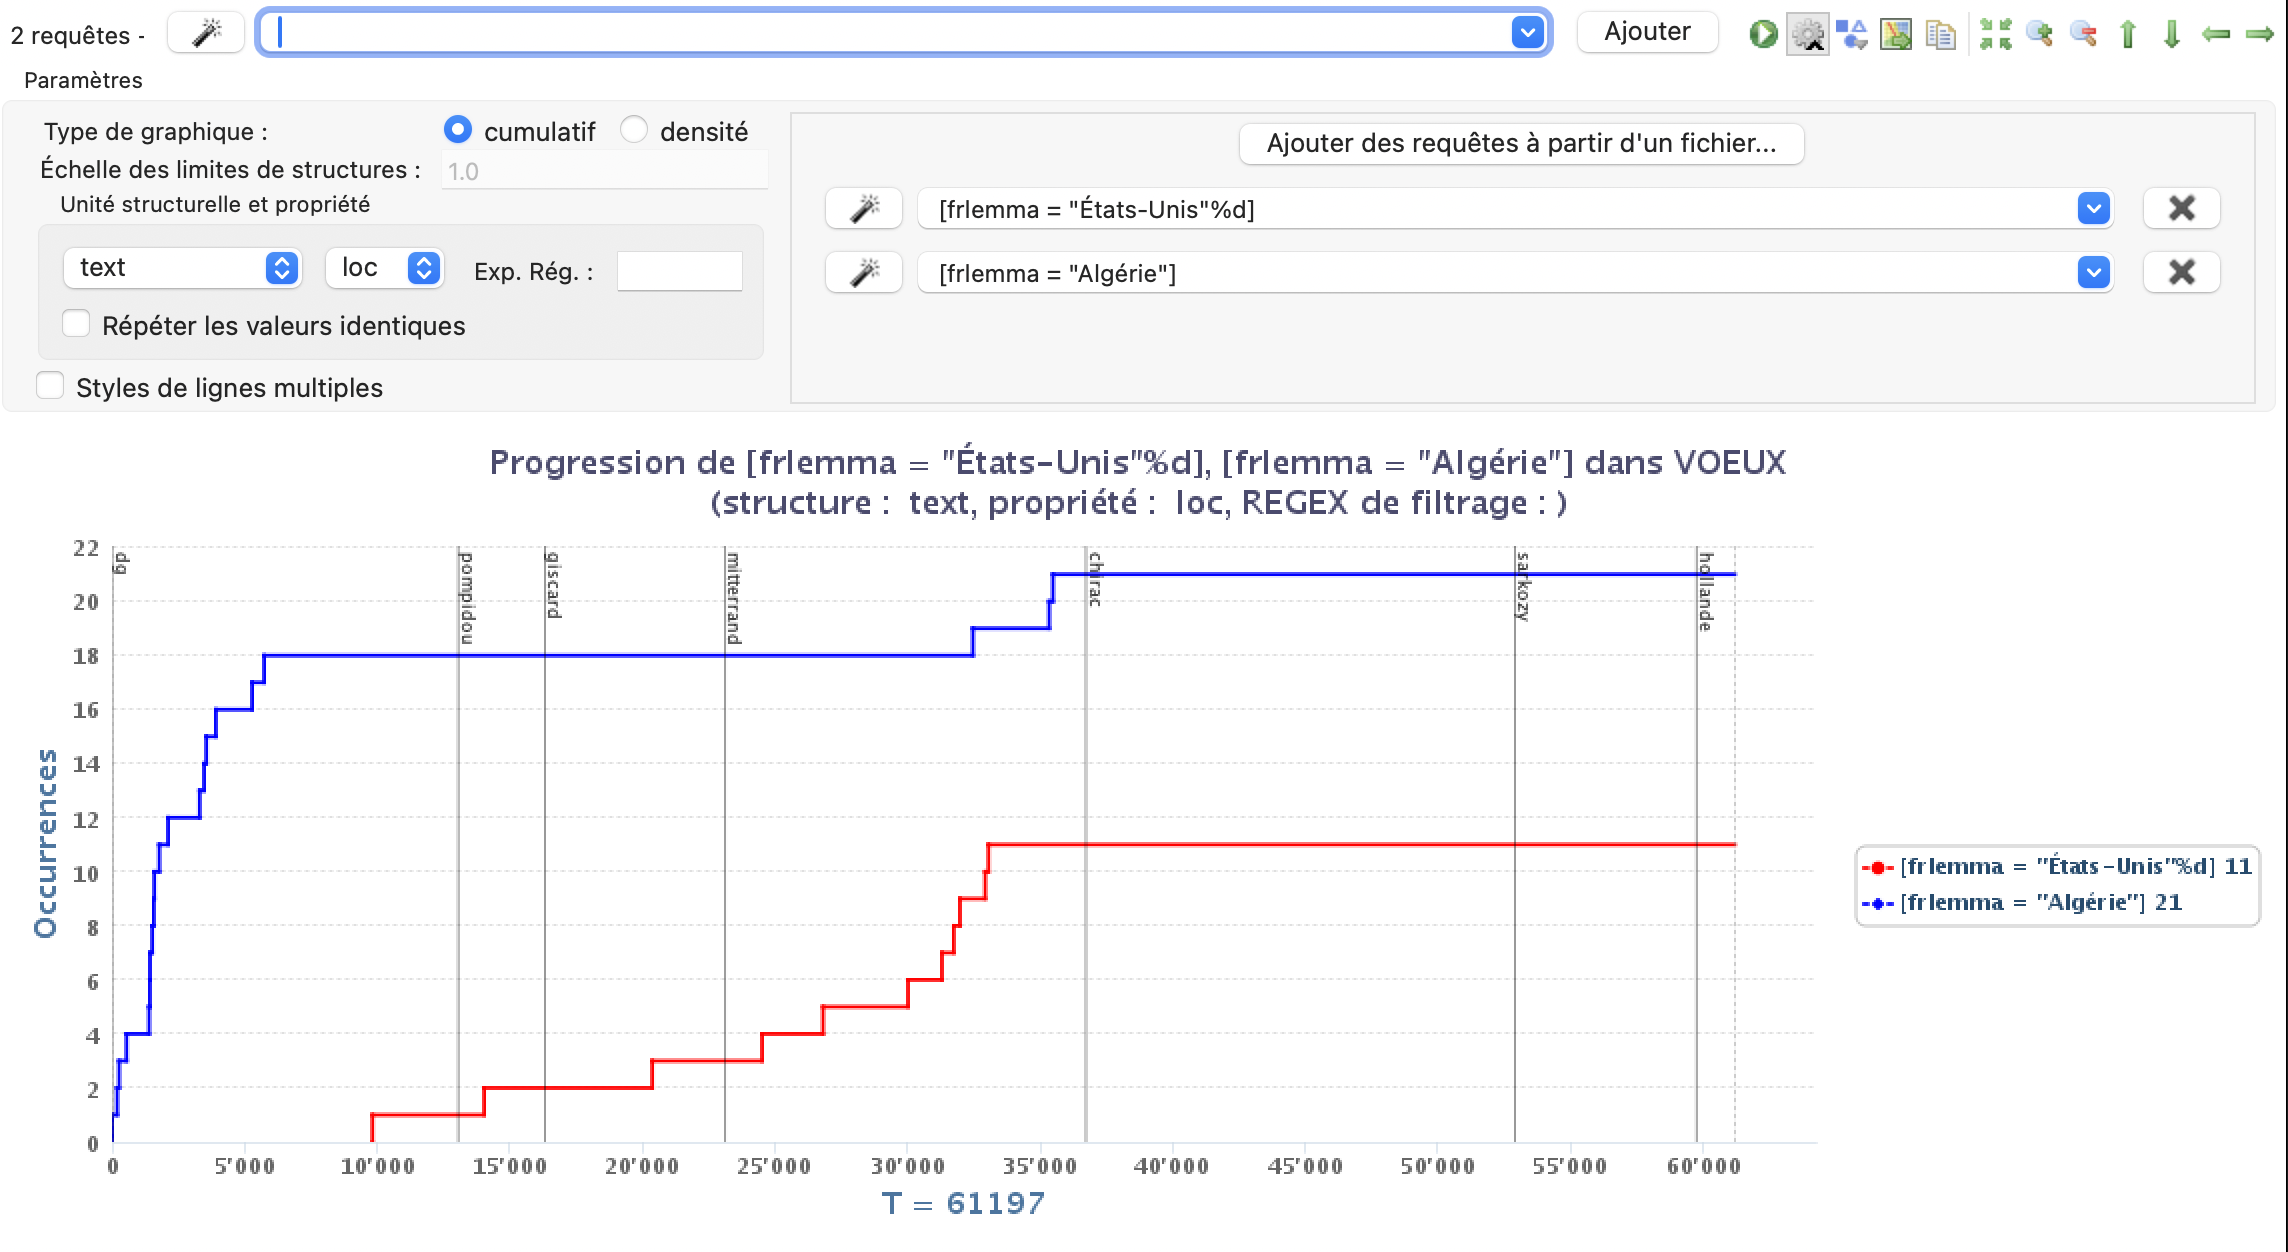 2 requêtes -
Ajouter
Paramètres
Type de graphique :
cumulatif
densité
Échelle des limites de structures :
1.0
Unité structurelle et propriété
text
loc
Exp. Rég. :
Répéter les valeurs identiques
Styles de lignes multiples
Ajouter des requêtes à partir d'un fichier...
[frlemma = "États-Unis"%d]
[frlemma = "Algérie"]
Progression de [frlemma = "États-Unis"%d], [frlemma = "Algérie"] dans VOEUX
(structure : text, propriété : loc, REGEX de filtrage : )
Occurrences
22
20
18
16
14
12
10
8
6
4
2
0
dg
pompidou
giscard
mitterrand
chirac
sarkozy
hollande
0
5'000
10'000
15'000
20'000
25'000
30'000
35'000
40'000
45'000
50'000
55'000
60'000
T = 61197
[frlemma = "États-Unis"%d] 11
[frlemma = "Algérie"] 21